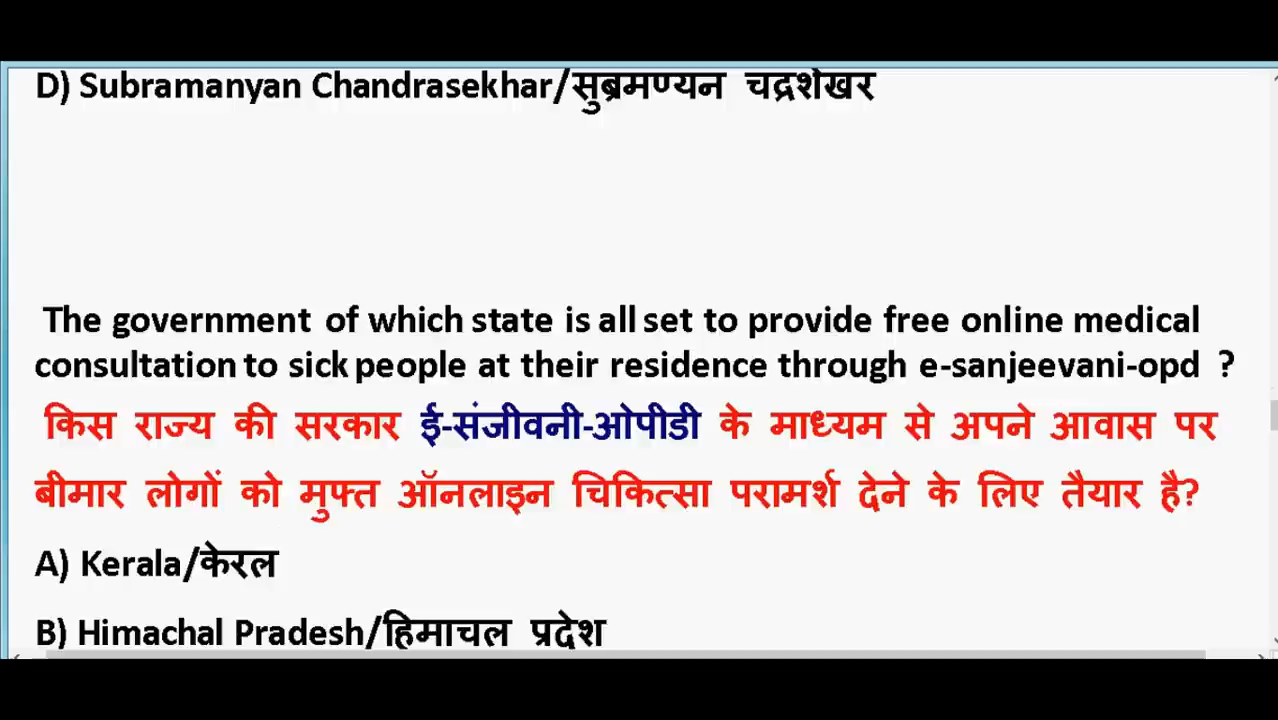 D) Subramanyan Chandrasekhar/सुब्रमण्यन चद्रशेखर
The government of which state is all set to provide free online medical
consultation to sick people at their residence through e-sanjeevani-opd ?
किस राज्य की सरकार ई-संजीवनी-ओपीडी के माध्यम से अपने आवास पर
बीमार लोगों को मुफ्त ऑनलाइन चिकित्सा परामर्श देने के लिए तैयार है?
A) Kerala/केरल
B) Himachal Pradesh/हिमाचल प्रदेश